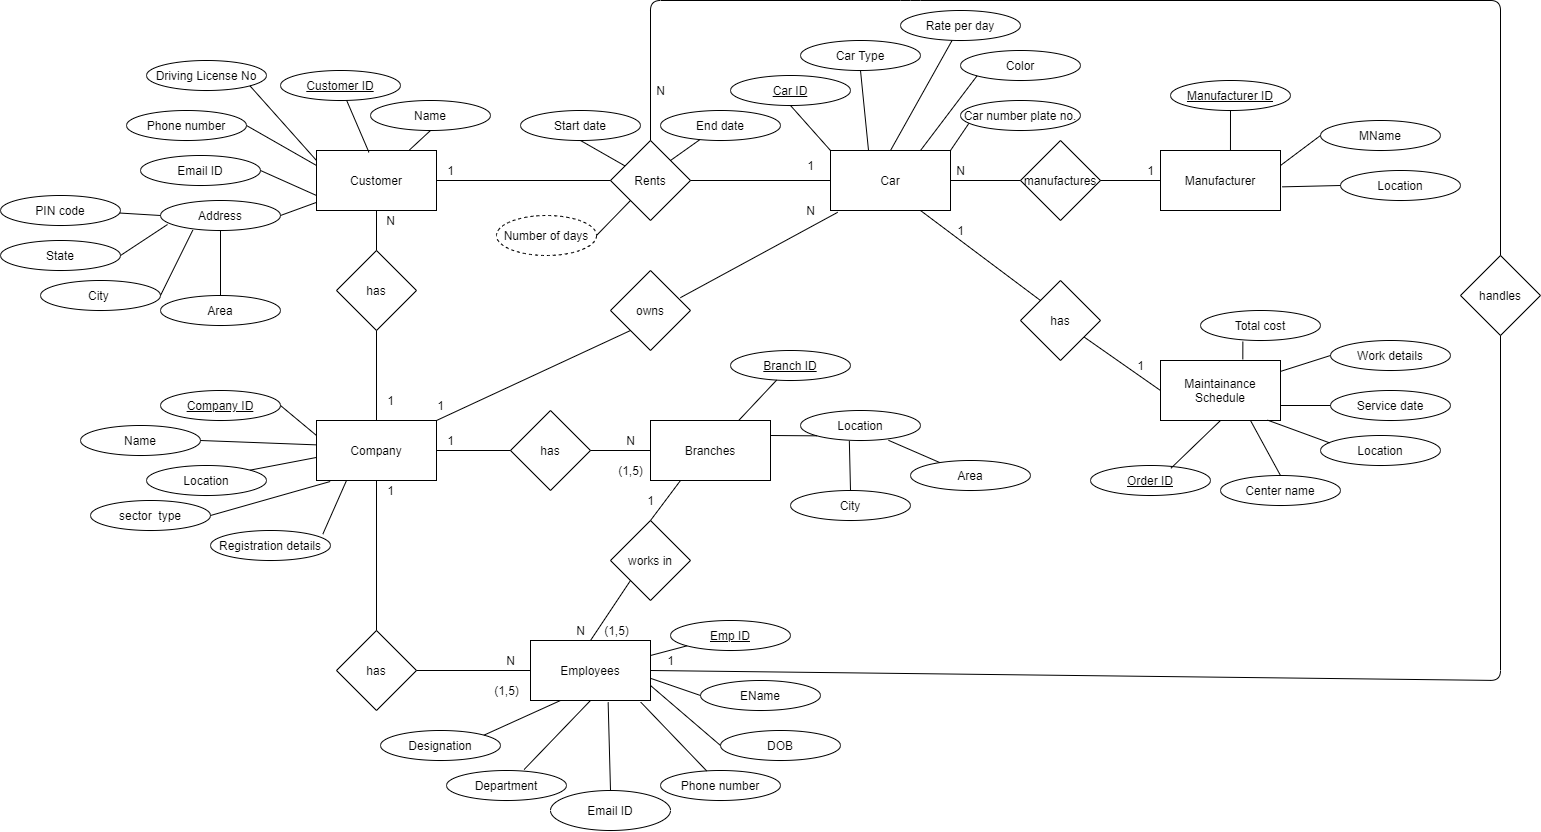 Rate per day
Car Type
Color
Driving License No
Customer ID
Car ID
N
Manufacturer ID
Name
Car number plate no.
Phone number
Start date
End date
MName
Email ID
1
1
N
1
Customer
Rents
Car
manufactures
Manufacturer
Location
PIN code
Address
N
N
1
State
Number of days
City
Area
has
owns
has
handles
Total cost
Work details
Branch ID
1
Maintainance
Schedule
Company ID
1
1
Service date
Name
Location
1
N
Company
has
Branches
Location
(1,5)
Location
Area
Order ID
Center name
1
1
City
sector  type
Registration details
works in
N
(1,5)
Emp ID
N
1
has
Employees
(1,5)
EName
Designation
DOB
Department
Phone number
Email ID